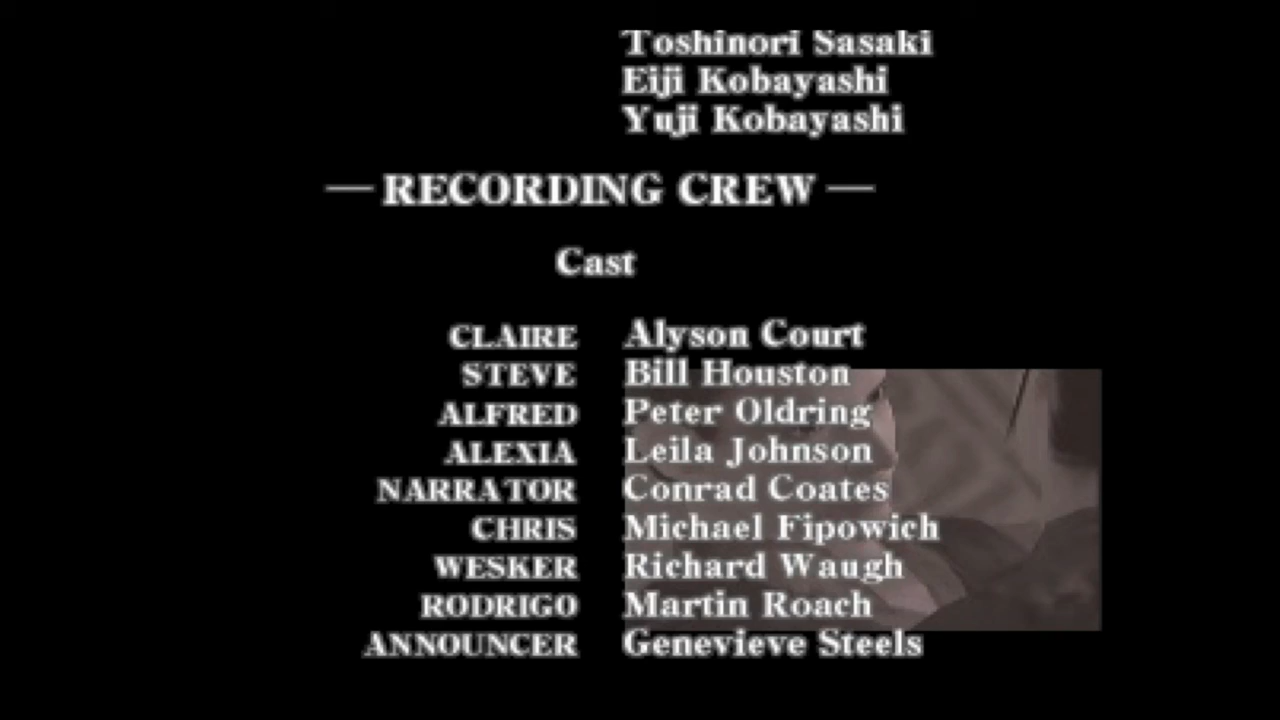 Toshinori Sasaki
Eiji Kobayashi
Yuji Kobayashi
— RECORDING CREW —
Cast
CLAIRE Alyson Court
STEVE Bill Houston
ALFRED Peter Oldring
ALEXIA Leila Johnson
NARRATOR Conrad Coates
CHRIS Michael Fipowich
WESKER Richard Waugh
RODRIGO Martin Roach
ANNOUNCER Genevieve Steels